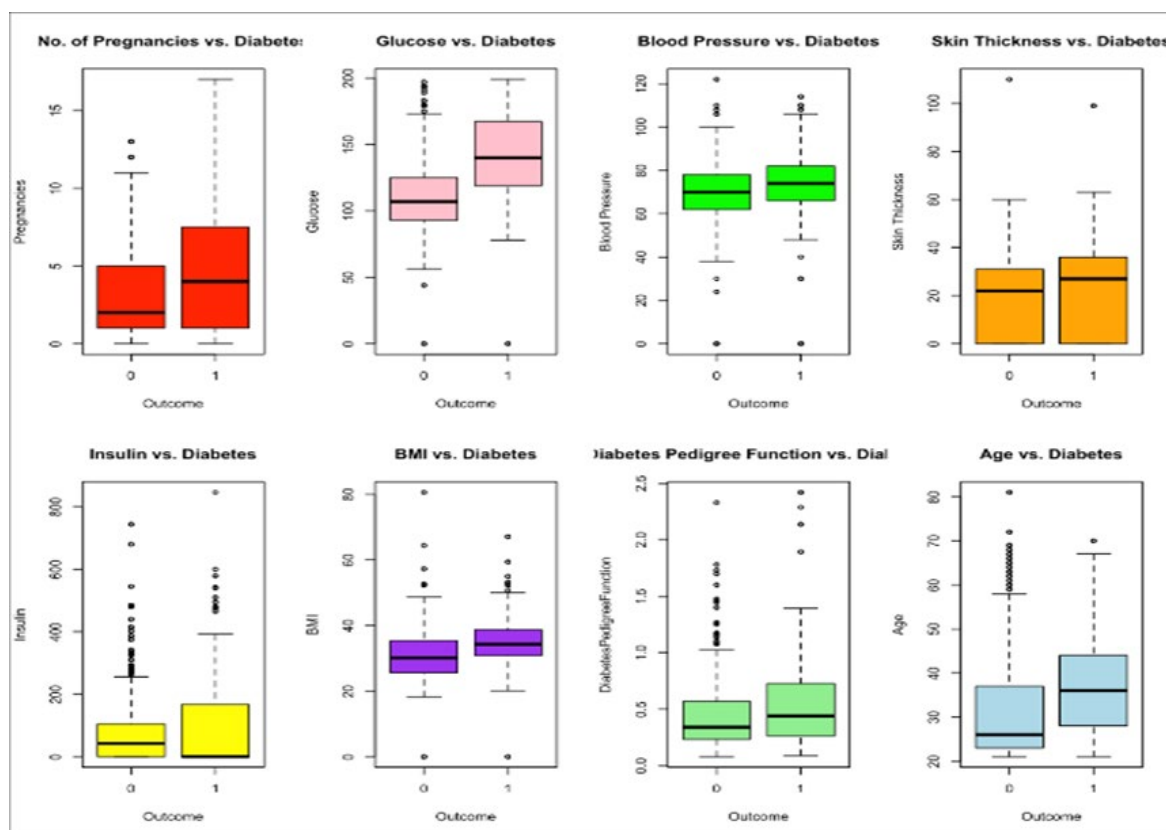 No. of Pregnancies vs. Diabetes
Glucose vs. Diabetes
Blood Pressure vs. Diabetes
Skin Thickness vs. Diabetes
Pregnancies
0
5
10
15
0
1
Outcome
Glucose
0
50
100
150
200
0
1
Outcome
Blood Pressure
0
20
40
60
80
100
120
0
1
Outcome
Skin Thickness
0
20
40
60
80
100
0
1
Outcome
Insulin vs. Diabetes
BMI vs. Diabetes
Diabetes Pedigree Function vs. Dial
Age vs. Diabetes
Insulin
0
200
400
600
800
0
1
Outcome
BMI
0
20
40
60
80
0
1
Outcome
DiabetesPedigreeFunction
0.0
0.5
1.0
1.5
2.0
2.5
0
1
Outcome
Age
20
30
40
50
60
70
80
0
1
Outcome